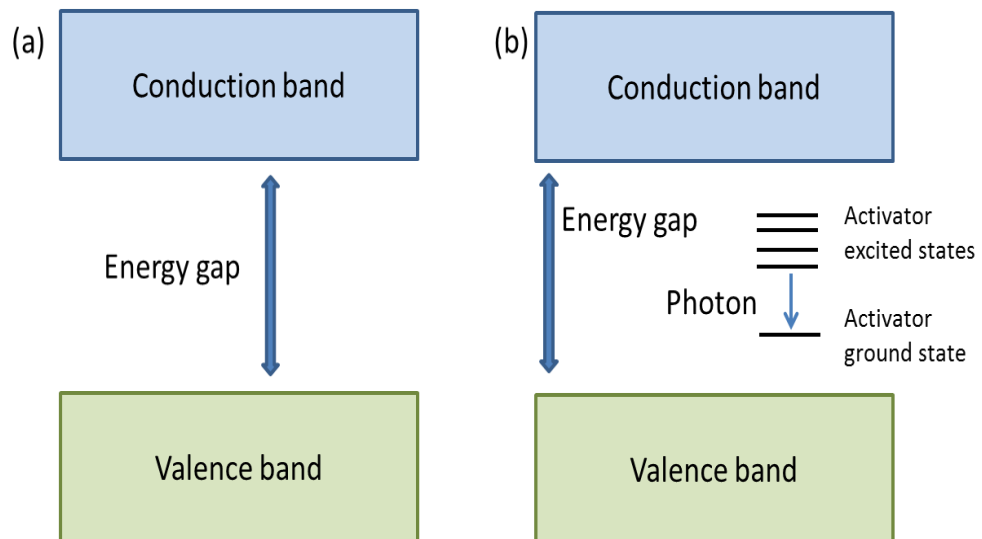 (a)
Conduction band
Energy gap
Valence band
(b)
Conduction band
Energy gap
Activator
excited states
Photon
Activator
ground state
Valence band